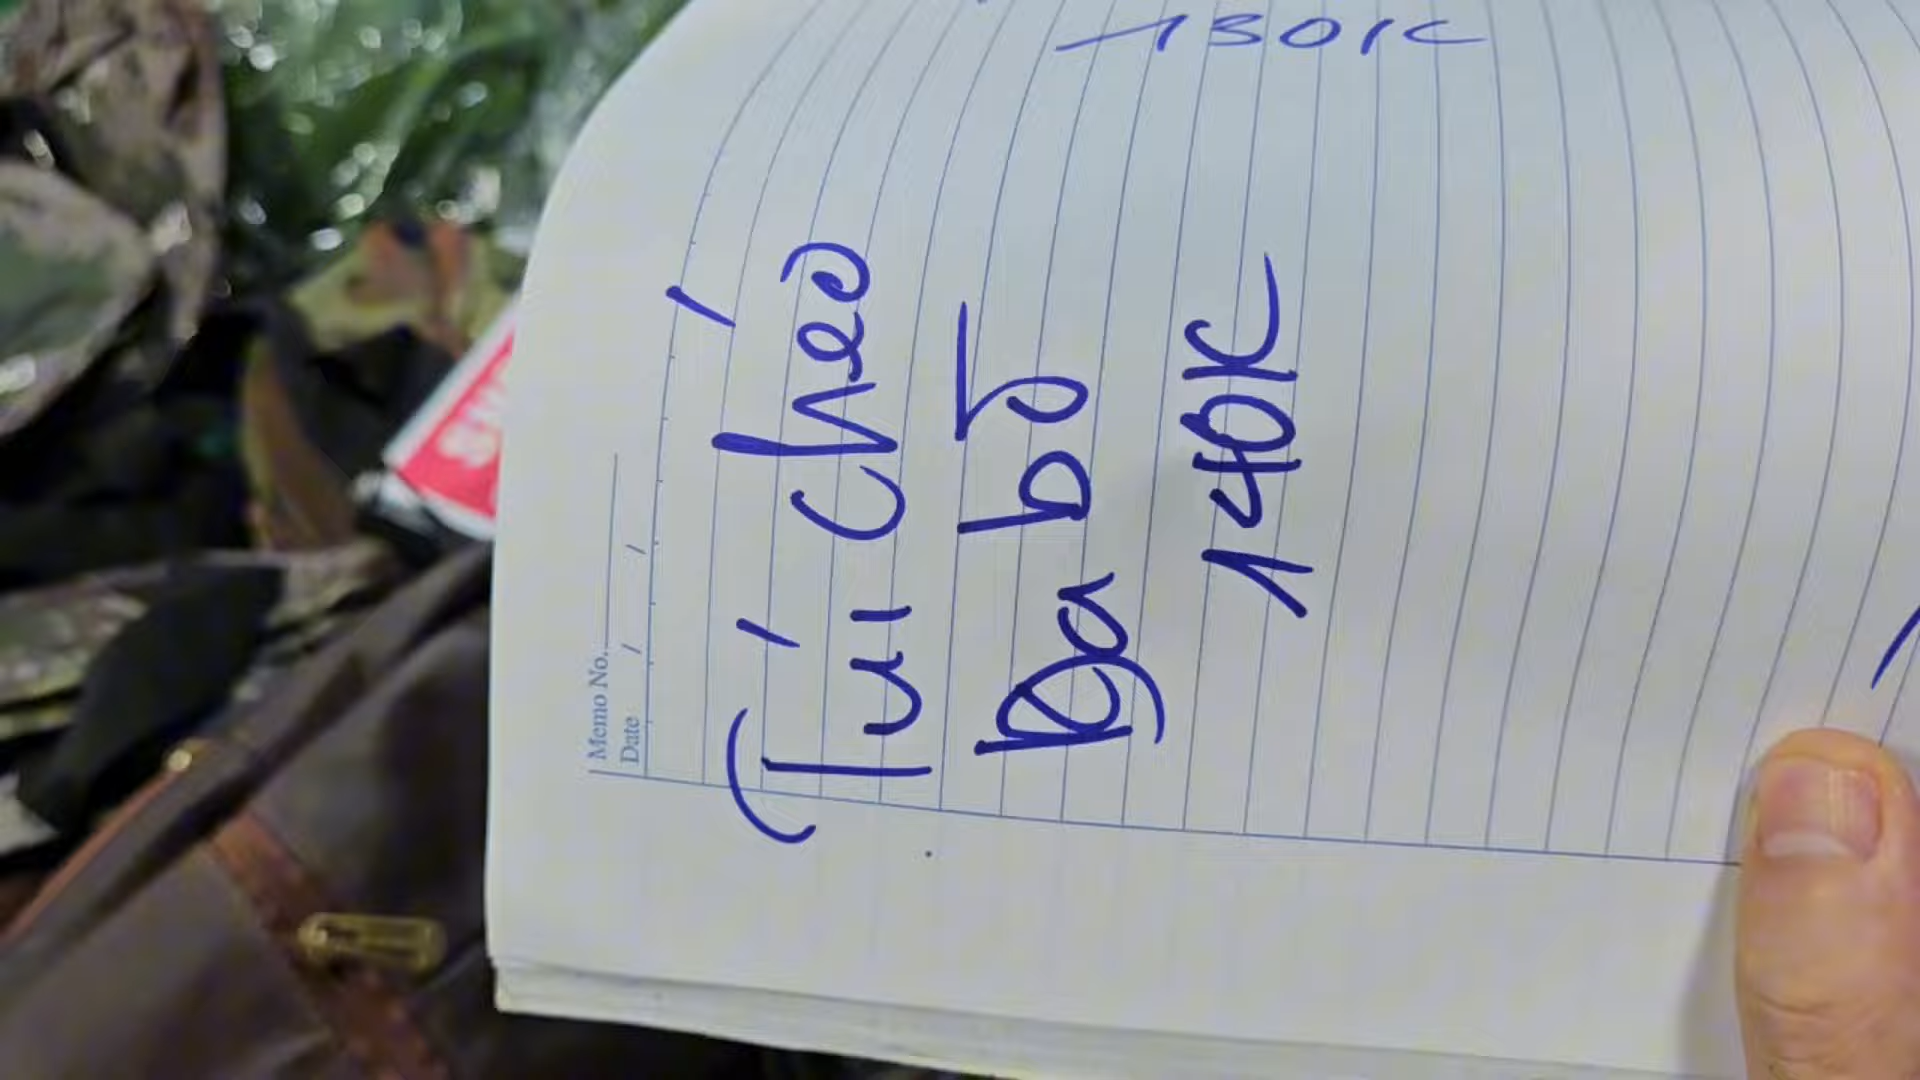 Memo No.
Date / /
Túi Chéo
Da bò
140K
130K